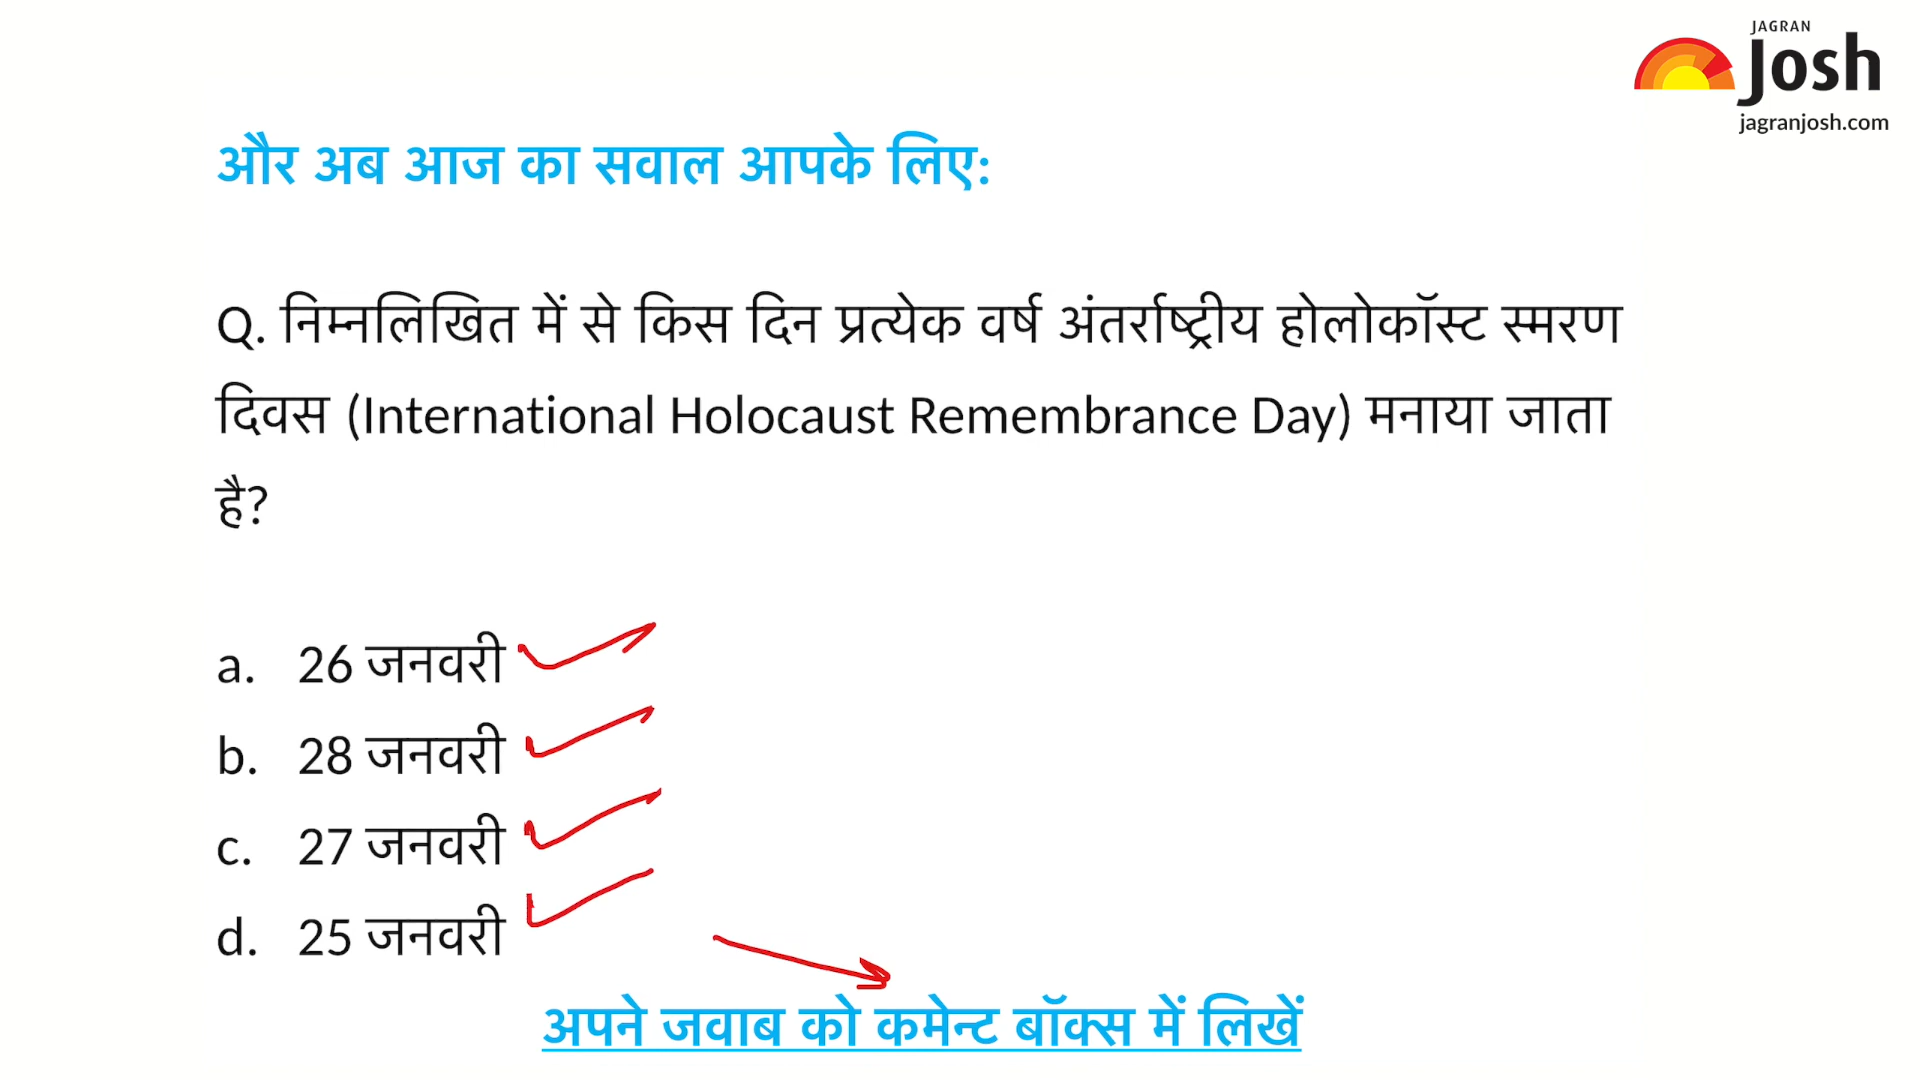 JAGRAN
Josh
jagranjosh.com
और अब आज का सवाल आपके लिए:
Q. निम्नलिखित में से किस दिन प्रत्येक वर्ष अंतर्राष्ट्रीय होलोकॉस्ट स्मरण
दिवस (International Holocaust Remembrance Day) मनाया जाता
है?
a. 26 जनवरी
b. 28 जनवरी
c. 27 जनवरी
d. 25 जनवरी
अपने जवाब को कमेन्ट बॉक्स में लिखें